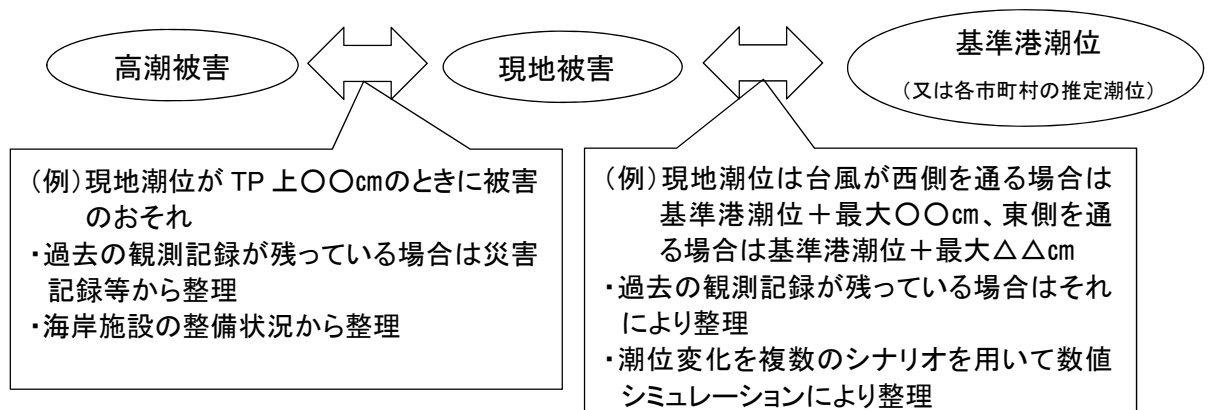 高潮被害
現地被害
基準港潮位
（又は各市町村の推定潮位）
（例）現地潮位が TP 上〇〇㎝のときに被害
のおそれ
・過去の観測記録が残っている場合は災害
記録等から整理
・海岸施設の整備状況から整理
（例）現地潮位は台風が西側を通る場合は
基準港潮位＋最大〇〇㎝、東側を通
る場合は基準港潮位＋最大△△㎝
・過去の観測記録が残っている場合はそれ
により整理
・潮位変化を複数のシナリオを用いて数値
シミュレーションにより整理